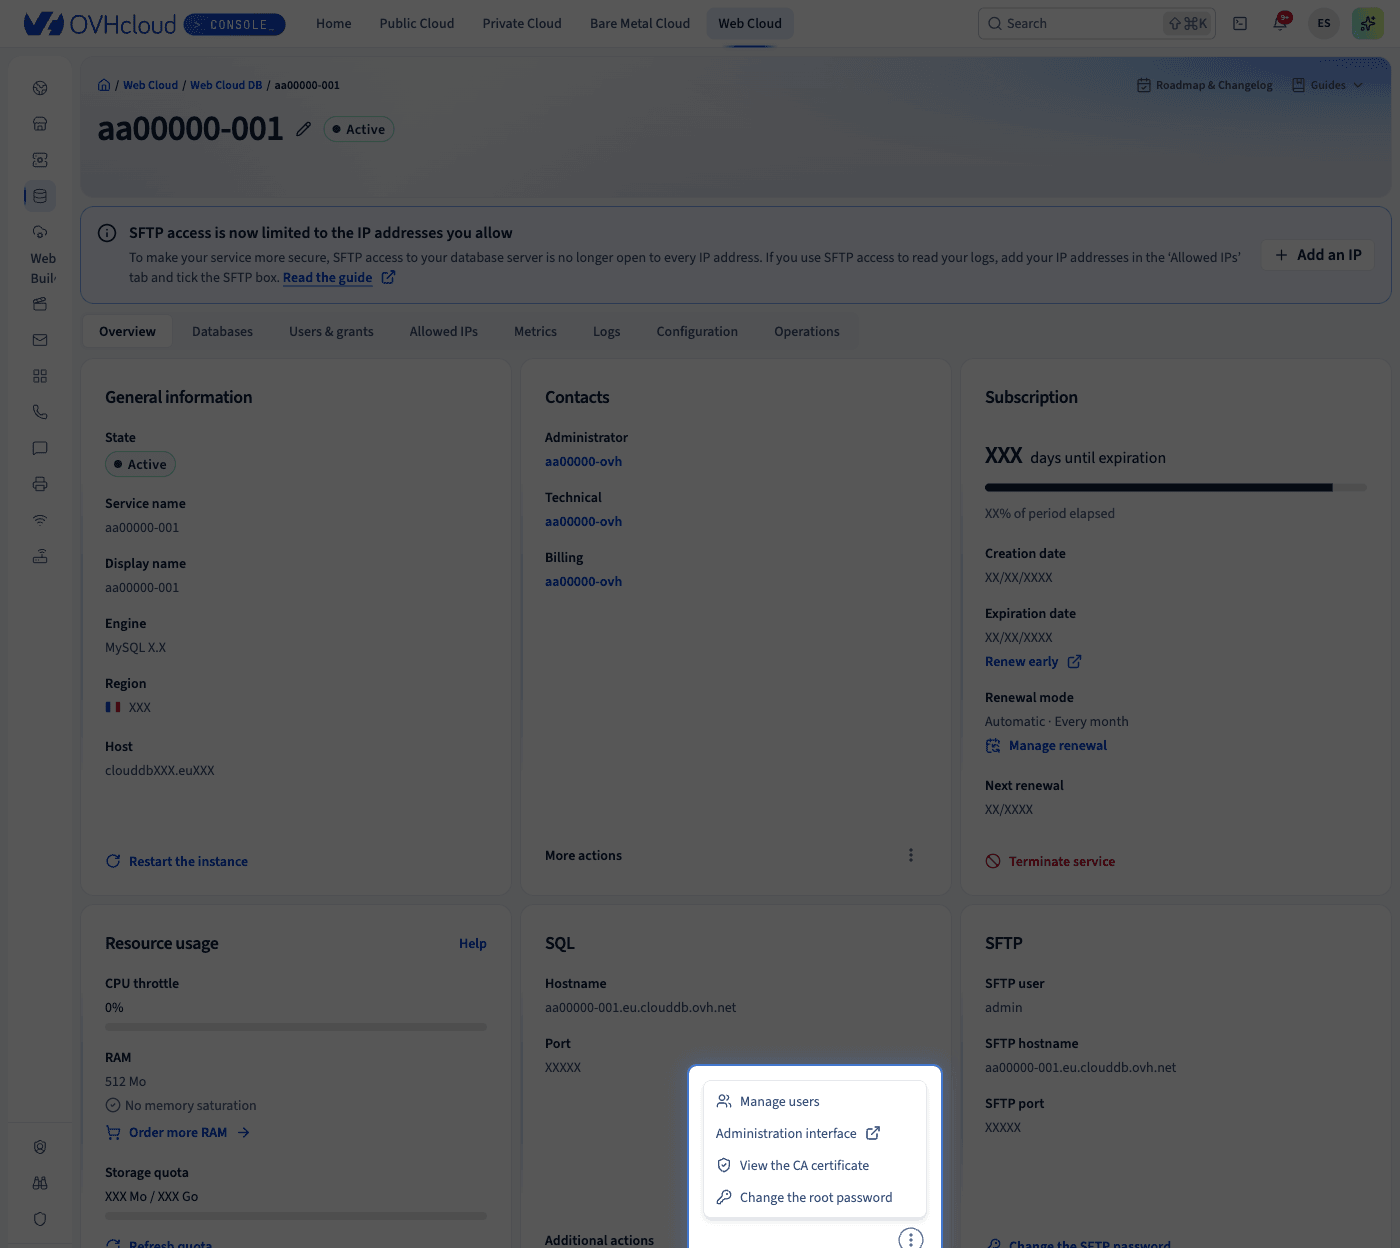 OVHcloud > CONSOLE_
Home
Public Cloud
Private Cloud
Bare Metal Cloud
Web Cloud
Search
⇧⌘K
9+
ES
/ Web Cloud / Web Cloud DB / aa00000-001
Roadmap & Changelog
Guides
aa00000-001
Active
Web
SFTP access is now limited to the IP addresses you allow
To make your service more secure, SFTP access to your database server is no longer open to every IP address. If you use SFTP access to read your logs, add your IP addresses in the ‘Allowed IPs’
tab and tick the SFTP box. Read the guide
Add an IP
Overview
Databases
Users & grants
Allowed IPs
Metrics
Logs
Configuration
Operations
General information
State
Active
Service name
aa00000-001
Display name
aa00000-001
Engine
MySQL X.X
Region
XXX
Host
clouddbXXX.euXXX
Restart the instance
Contacts
Administrator
aa00000-ovh
Technical
aa00000-ovh
Billing
aa00000-ovh
More actions
Subscription
XXX days until expiration
XX% of period elapsed
Creation date
XX/XX/XXXX
Expiration date
XX/XX/XXXX
Renew early
Renewal mode
Automatic · Every month
Manage renewal
Next renewal
XX/XXXX
Terminate service
Resource usage
Help
CPU throttle
0%
RAM
512 Mo
No memory saturation
Order more RAM
Storage quota
XXX Mo / XXX Go
Refresh quota
SQL
Hostname
aa00000-001.eu.clouddb.ovh.net
Port
XXXXX
Manage users
Administration interface
View the CA certificate
Change the root password
Additional actions
SFTP
SFTP user
admin
SFTP hostname
aa00000-001.eu.clouddb.ovh.net
SFTP port
XXXXX
Change the SFTP password